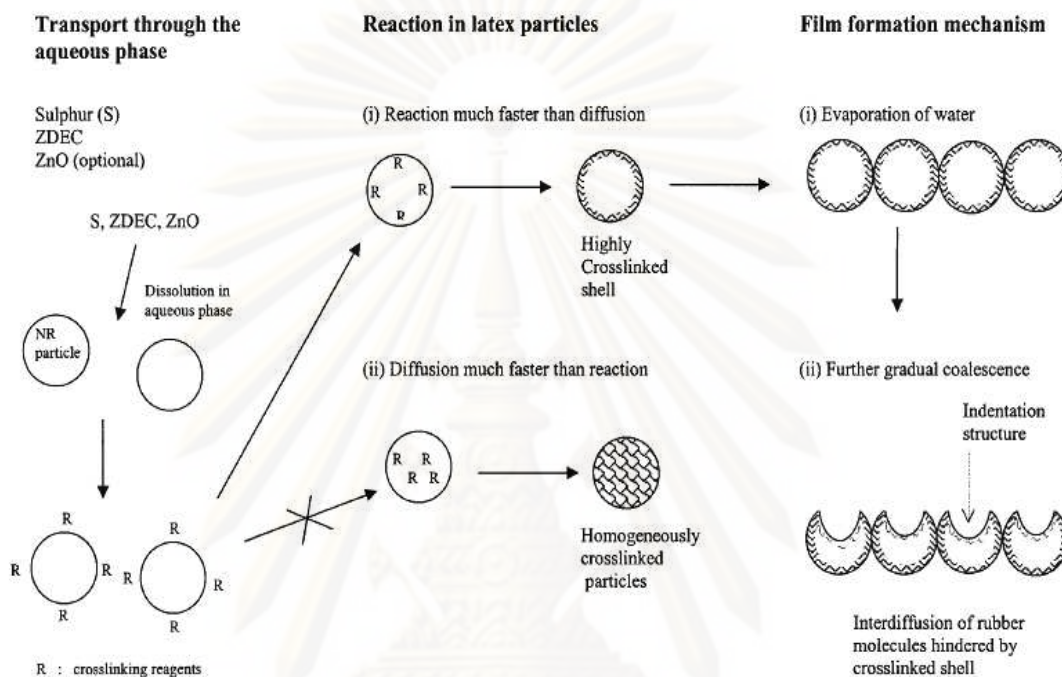 Transport through the
aqueous phase
Sulphur (S)
ZDEC
ZnO (optional)
S, ZDEC, ZnO
Dissolution in
aqueous phase
NR
particle
R
R
R
R
R
R
R
R : crosslinking reagents
Reaction in latex particles
(i) Reaction much faster than diffusion
R
R
R
R
Highly
Crosslinked
shell
(ii) Diffusion much faster than reaction
R R
R R
Homogeneously
crosslinked
particles
Film formation mechanism
(i) Evaporation of water
(ii) Further gradual coalescence
Indentation
structure
Interdiffusion of rubber
molecules hindered by
crosslinked shell